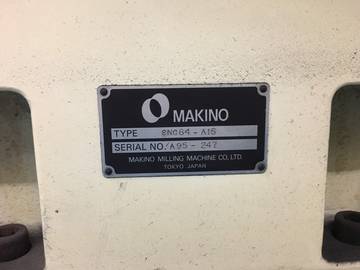 MAKINO
TYPE SNC64-A15
SERIAL NO. A95-247
MAKINO MILLING MACHINE CO., LTD.
TOKYO JAPAN